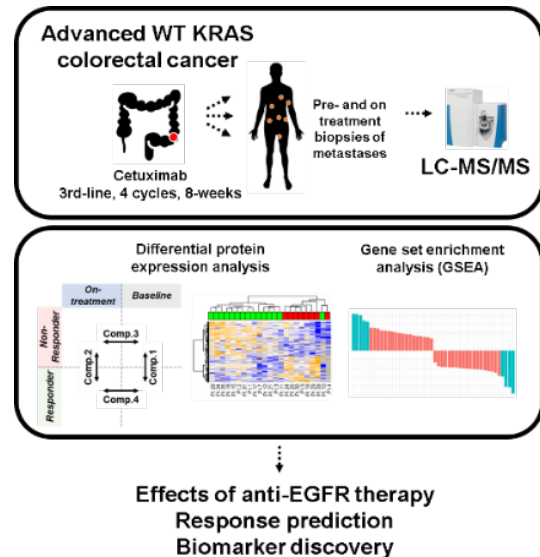 Advanced WT KRAS
colorectal cancer
Cetuximab
3rd-line, 4 cycles, 8-weeks
Pre- and on
treatment
biopsies of
metastases
LC-MS/MS
Differential protein
expression analysis
Gene set enrichment
analysis (GSEA)
On-
treatment
Baseline
Non-
Responder
Responder
Comp.3
Comp.2
Comp.1
Comp.4
Effects of anti-EGFR therapy
Response prediction
Biomarker discovery